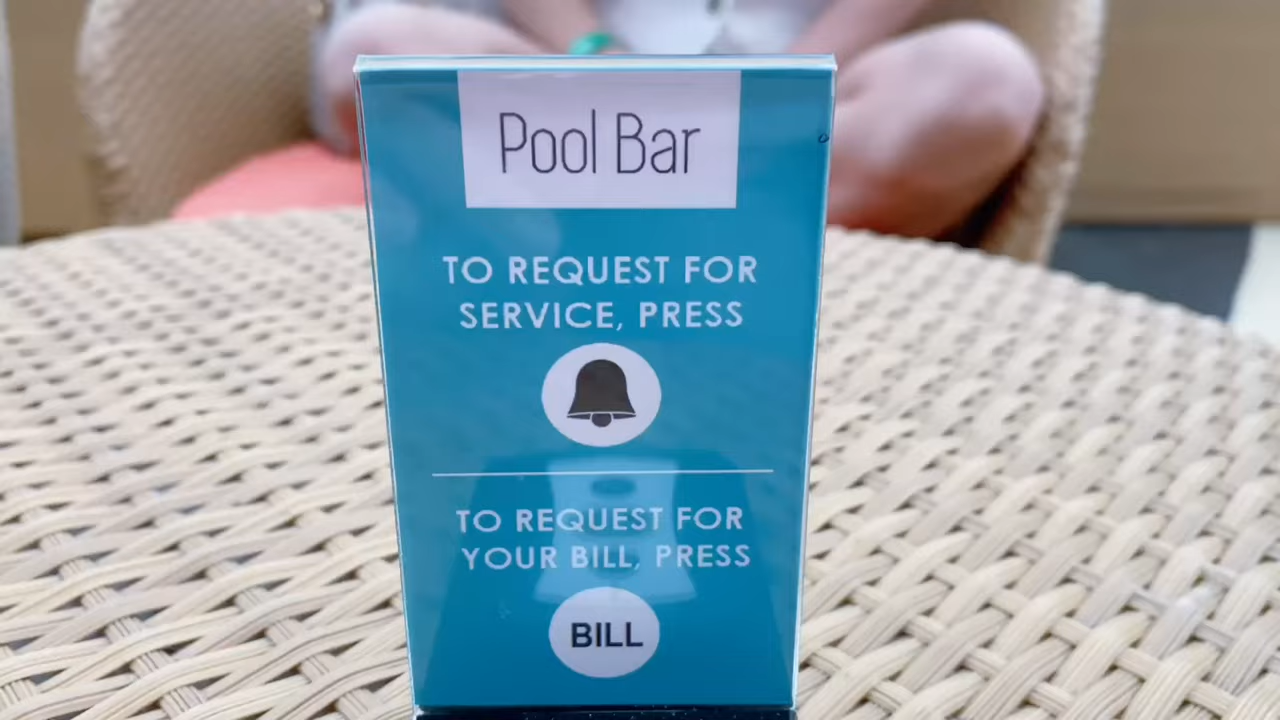 Pool Bar
TO REQUEST FOR
SERVICE, PRESS
TO REQUEST FOR
YOUR BILL, PRESS
BILL